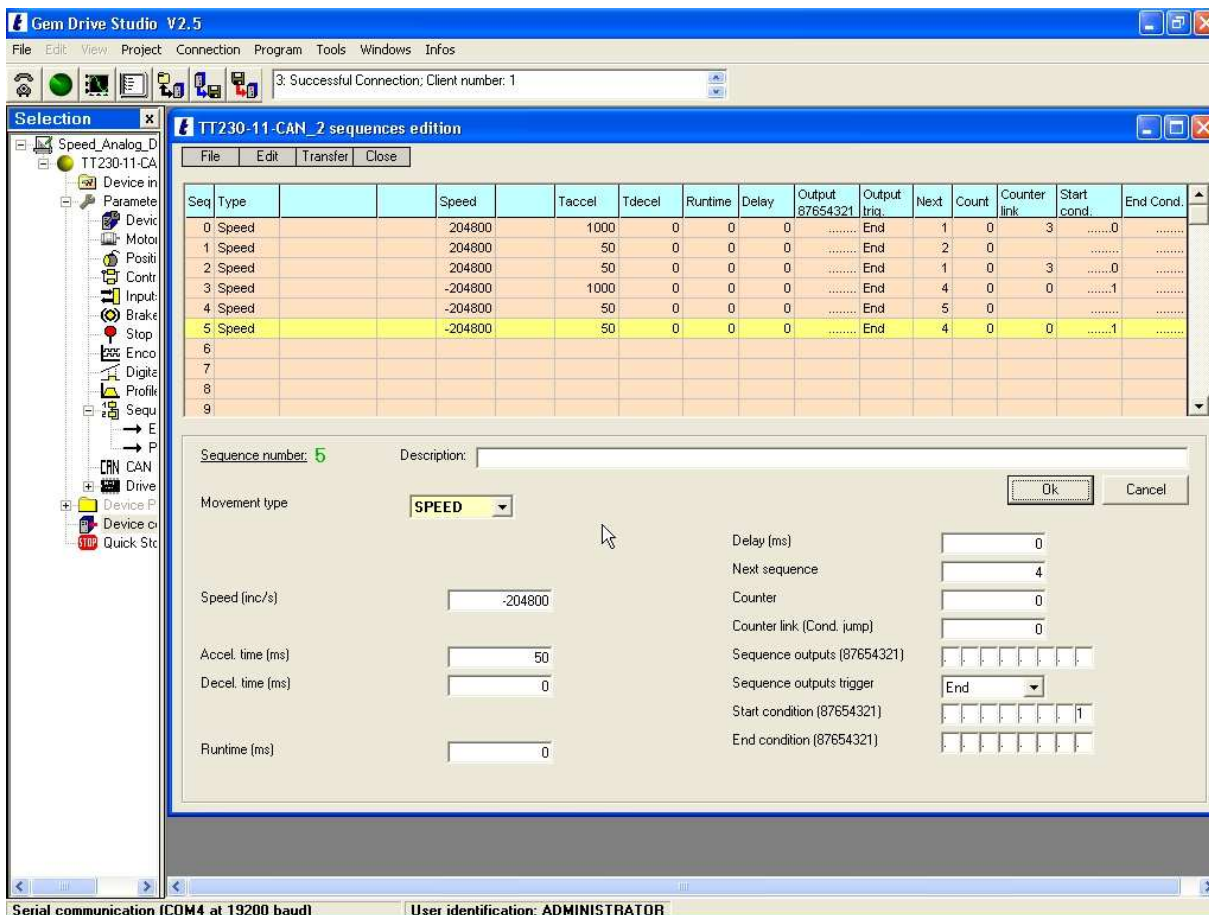 Gem Drive Studio V2.5
File Edit View Project Connection Program Tools Windows Infos
3: Successful Connection; Client number: 1
Selection
Speed_Analog_D
TT230-11-CA
Device in
Paramete
Devic
Motor
Positi
Contr
Input:
Brake
Stop
Enco
Digita
Profile
Sequ
E
P
CAN CAN
Drive
Device P
Device co
STOP Quick Sto
TT230-11-CAN_2 sequences edition
File Edit Transfer Close
Seq Type Speed Taccel Tdecel Runtime Delay Output 87654321 Output trig. Next Count Counter link Start cond. End Cond.
0 Speed 204800 1000 0 0 0 ........ End 1 0 3 .......0 ........
1 Speed 204800 50 0 0 0 ........ End 2 0 ........ ........
2 Speed 204800 50 0 0 0 ........ End 1 0 3 .......0 ........
3 Speed -204800 1000 0 0 0 ........ End 4 0 0 .......1 ........
4 Speed -204800 50 0 0 0 ........ End 5 0 ........ ........
5 Speed -204800 50 0 0 0 ........ End 4 0 0 .......1 ........
6
7
8
9
Sequence number: 5 Description:
Ok Cancel
Movement type SPEED
Delay (ms) 0
Next sequence 4
Speed (inc/s) -204800 Counter 0
Counter link (Cond. jump) 0
Accel. time (ms) 50 Sequence outputs (87654321) . . . . . . . .
Decel. time (ms) 0 Sequence outputs trigger End
Start condition (87654321) . . . . . . . 1
Runtime (ms) 0 End condition (87654321) . . . . . . . .
Serial communication (COM4 at 19200 baud) User identification: ADMINISTRATOR